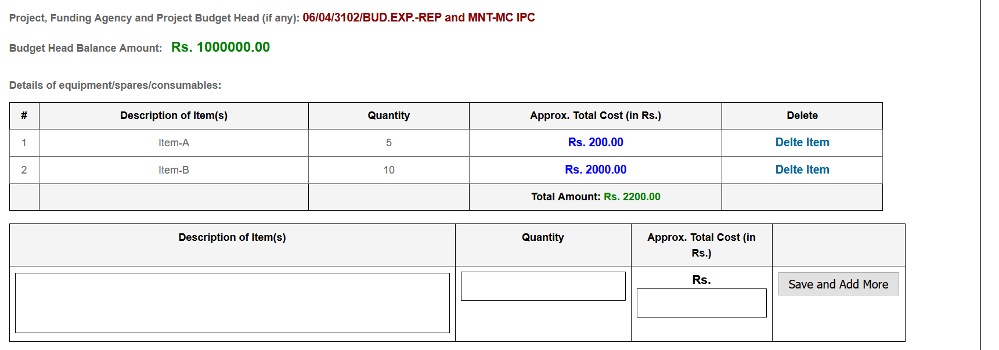 Project, Funding Agency and Project Budget Head (if any): 06/04/3102/BUD.EXP.-REP and MNT-MC IPC
Budget Head Balance Amount: Rs. 1000000.00
Details of equipment/spares/consumables:
# Description of Item(s) Quantity Approx. Total Cost (in Rs.) Delete
1 Item-A 5 Rs. 200.00 Delte Item
2 Item-B 10 Rs. 2000.00 Delte Item
Total Amount: Rs. 2200.00
Description of Item(s) Quantity Approx. Total Cost (in
Rs.)
Rs.
Save and Add More